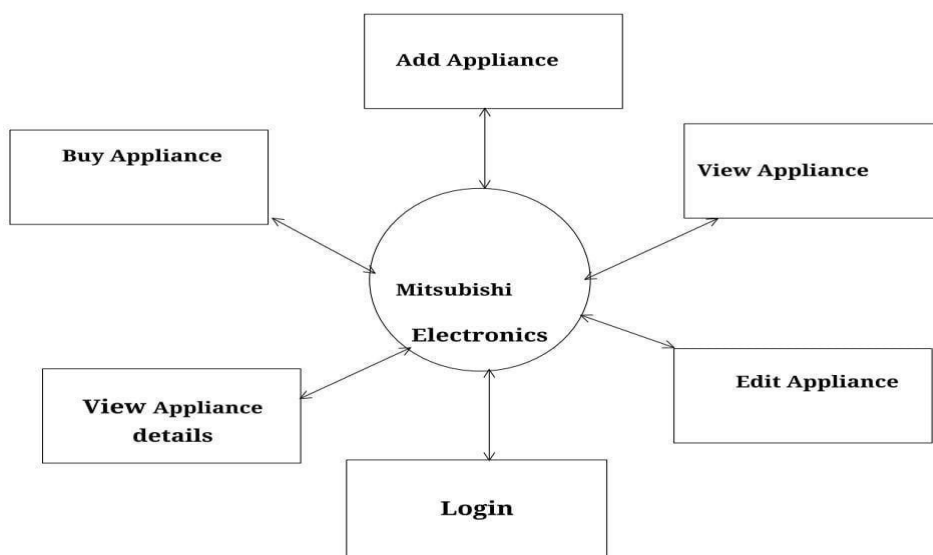 Add Appliance
Buy Appliance
View Appliance
Mitsubishi
Electronics
Edit Appliance
View Appliance
details
Login